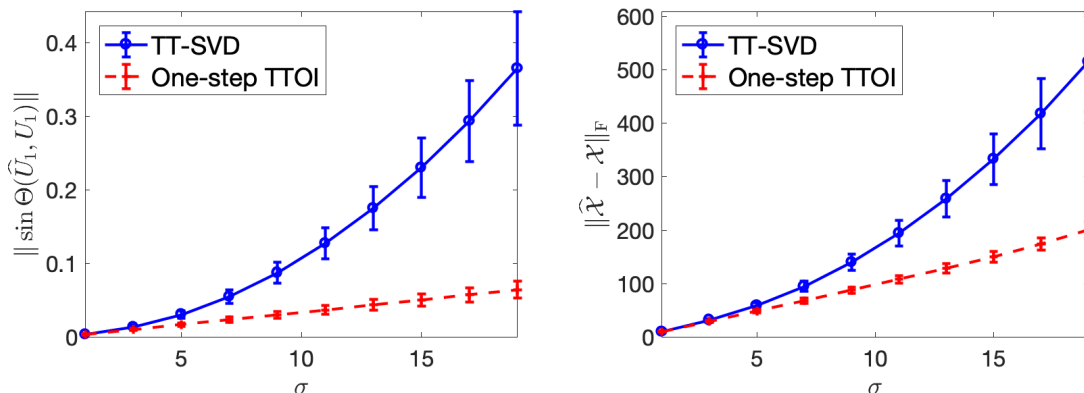 TT-SVD
One-step TTOI
‖ sin Θ(Û₁, U₁)‖
0.4
0.3
0.2
0.1
0
5
10
15
σ
TT-SVD
One-step TTOI
‖𝒳̂ − 𝒳‖F
600
500
400
300
200
100
0
5
10
15
σ